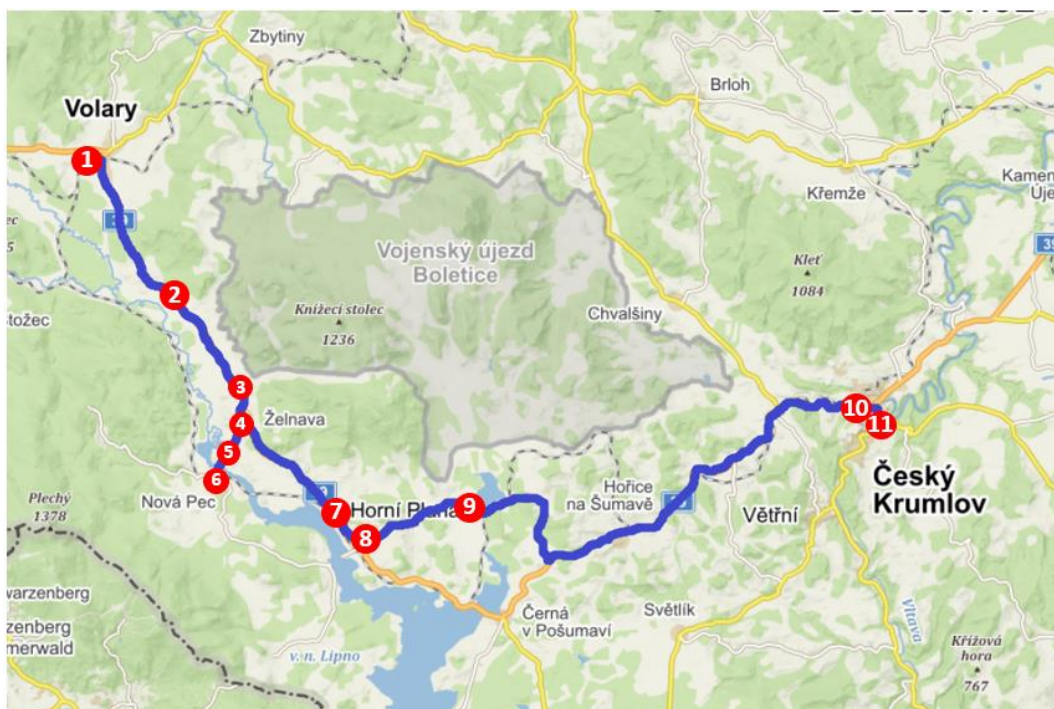 Zbytiny
Volary
Brloh
1
Křemže
Vojenský újezd
Boletice
2
Knížecí stolec
1236
Kleť
1084
Chvalšiny
3
4
Želnava
5
6
Nová Pec
Plechý
1378
7
Horní Planá
8
9
Hořice
na Šumavě
Větřní
10
11
Český
Krumlov
Černá
v Pošumaví
Světlík
Vltava
v. n. Lipno
Křížová
hora
767